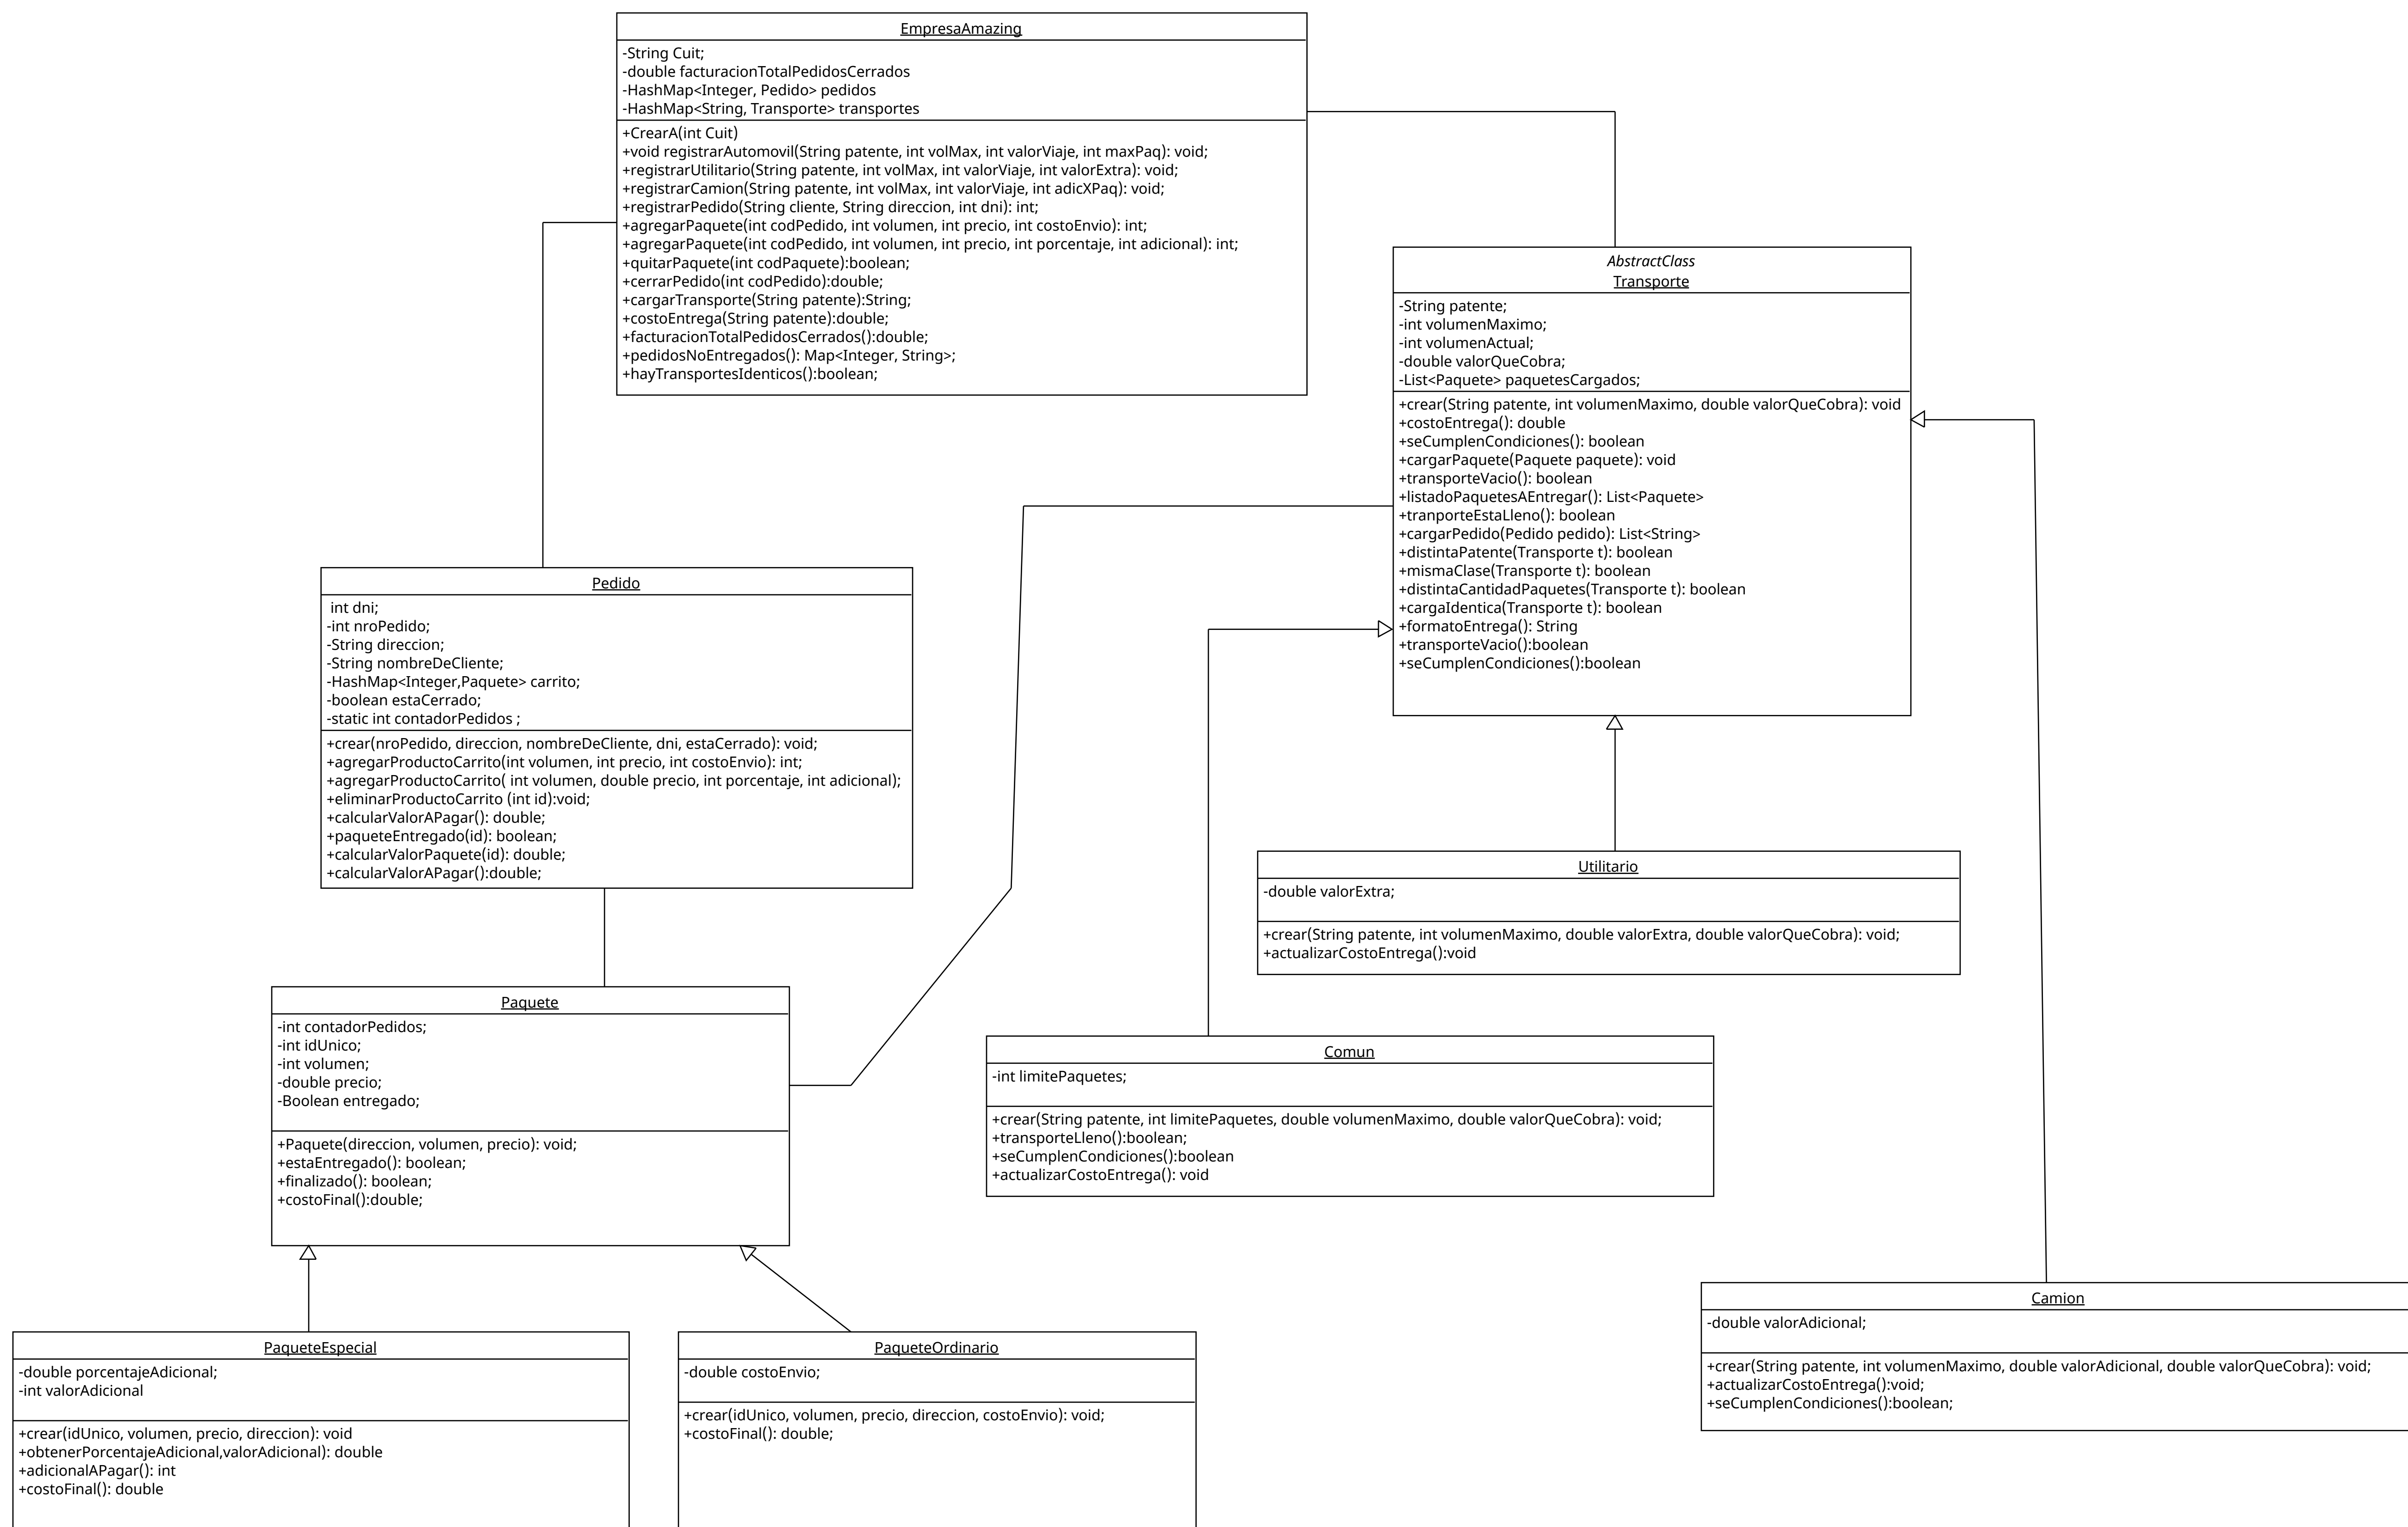 EmpresaAmazing
-String Cuit;
-double facturacionTotalPedidosCerrados
-HashMap<Integer, Pedido> pedidos
-HashMap<String, Transporte> transportes
+CrearA(int Cuit)
+void registrarAutomovil(String patente, int volMax, int valorViaje, int maxPaq): void;
+registrarUtilitario(String patente, int volMax, int valorViaje, int valorExtra): void;
+registrarCamion(String patente, int volMax, int valorViaje, int adicXPaq): void;
+registrarPedido(String cliente, String direccion, int dni): int;
+agregarPaquete(int codPedido, int volumen, int precio, int costoEnvio): int;
+agregarPaquete(int codPedido, int volumen, int precio, int porcentaje, int adicional): int;
+quitarPaquete(int codPaquete):boolean;
+cerrarPedido(int codPedido):double;
+cargarTransporte(String patente):String;
+costoEntrega(String patente):double;
+facturacionTotalPedidosCerrados():double;
+pedidosNoEntregados(): Map<Integer, String>;
+hayTransportesIdenticos():boolean;
AbstractClass
Transporte
-String patente;
-int volumenMaximo;
-int volumenActual;
-double valorQueCobra;
-List<Paquete> paquetesCargados;
+crear(String patente, int volumenMaximo, double valorQueCobra): void
+costoEntrega(): double
+seCumplenCondiciones(): boolean
+cargarPaquete(Paquete paquete): void
+transporteVacio(): boolean
+listadoPaquetesAEntregar(): List<Paquete>
+tranporteEstaLleno(): boolean
+cargarPedido(Pedido pedido): List<String>
+distintaPatente(Transporte t): boolean
+mismaClase(Transporte t): boolean
+distintaCantidadPaquetes(Transporte t): boolean
+cargaIdentica(Transporte t): boolean
+formatoEntrega(): String
+transporteVacio():boolean
+seCumplenCondiciones():boolean
Pedido
int dni;
-int nroPedido;
-String direccion;
-String nombreDeCliente;
-HashMap<Integer,Paquete> carrito;
-boolean estaCerrado;
-static int contadorPedidos ;
+crear(nroPedido, direccion, nombreDeCliente, dni, estaCerrado): void;
+agregarProductoCarrito(int volumen, int precio, int costoEnvio): int;
+agregarProductoCarrito( int volumen, double precio, int porcentaje, int adicional);
+eliminarProductoCarrito (int id):void;
+calcularValorAPagar(): double;
+paqueteEntregado(id): boolean;
+calcularValorPaquete(id): double;
+calcularValorAPagar():double;
Utilitario
-double valorExtra;
+crear(String patente, int volumenMaximo, double valorExtra, double valorQueCobra): void;
+actualizarCostoEntrega():void
Paquete
-int contadorPedidos;
-int idUnico;
-int volumen;
-double precio;
-Boolean entregado;
+Paquete(direccion, volumen, precio): void;
+estaEntregado(): boolean;
+finalizado(): boolean;
+costoFinal():double;
Comun
-int limitePaquetes;
+crear(String patente, int limitePaquetes, double volumenMaximo, double valorQueCobra): void;
+transporteLleno():boolean;
+seCumplenCondiciones():boolean
+actualizarCostoEntrega(): void
Camion
-double valorAdicional;
+crear(String patente, int volumenMaximo, double valorAdicional, double valorQueCobra): void;
+actualizarCostoEntrega():void;
+seCumplenCondiciones():boolean;
PaqueteEspecial
-double porcentajeAdicional;
-int valorAdicional
+crear(idUnico, volumen, precio, direccion): void
+obtenerPorcentajeAdicional,valorAdicional): double
+adicionalAPagar(): int
+costoFinal(): double
PaqueteOrdinario
-double costoEnvio;
+crear(idUnico, volumen, precio, direccion, costoEnvio): void;
+costoFinal(): double;